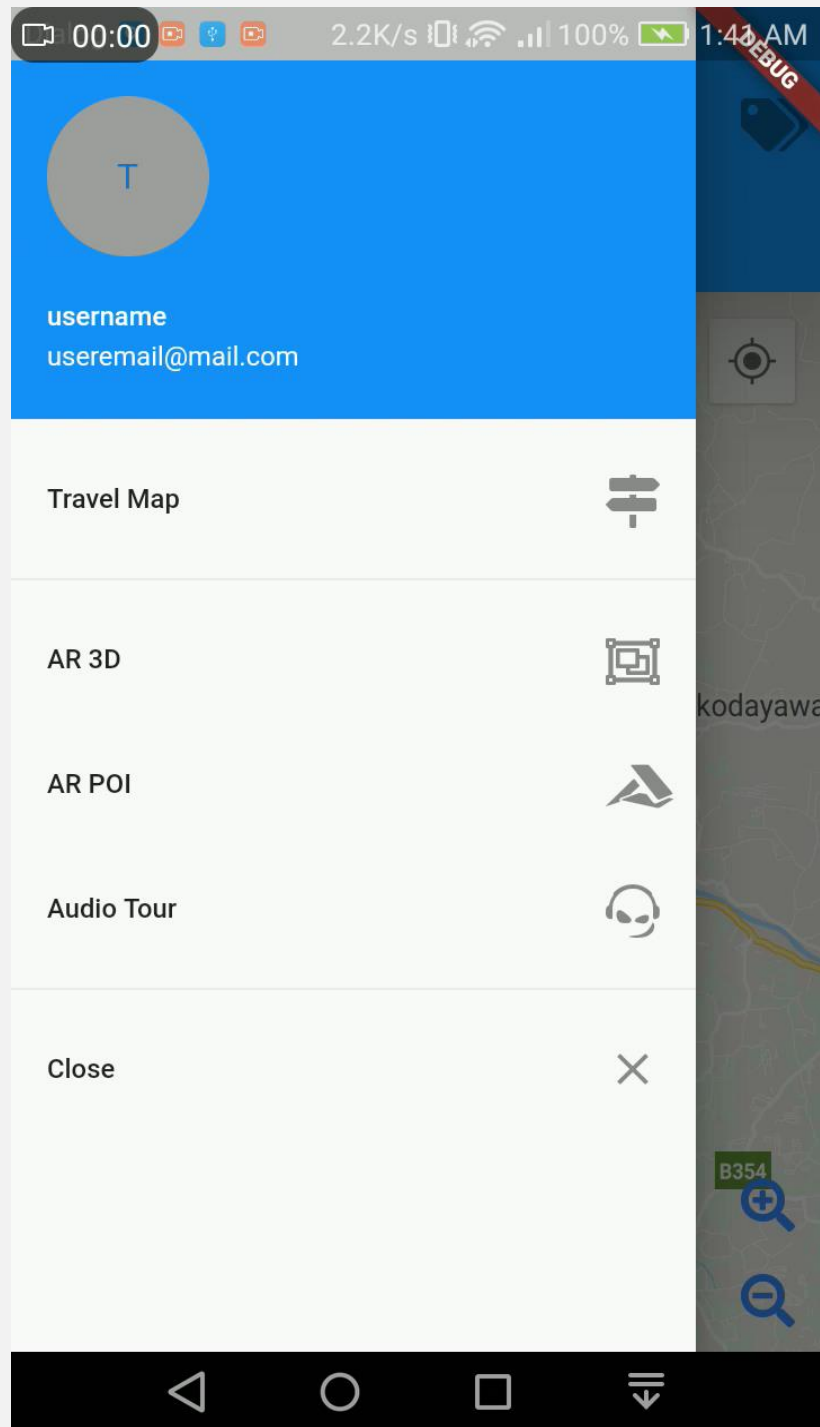 00:00 2.2K/s 100% 1:41 AM
DEBUG
T
username
useremail@mail.com
Travel Map
AR 3D
kodayawa
AR POI
Audio Tour
Close
B354